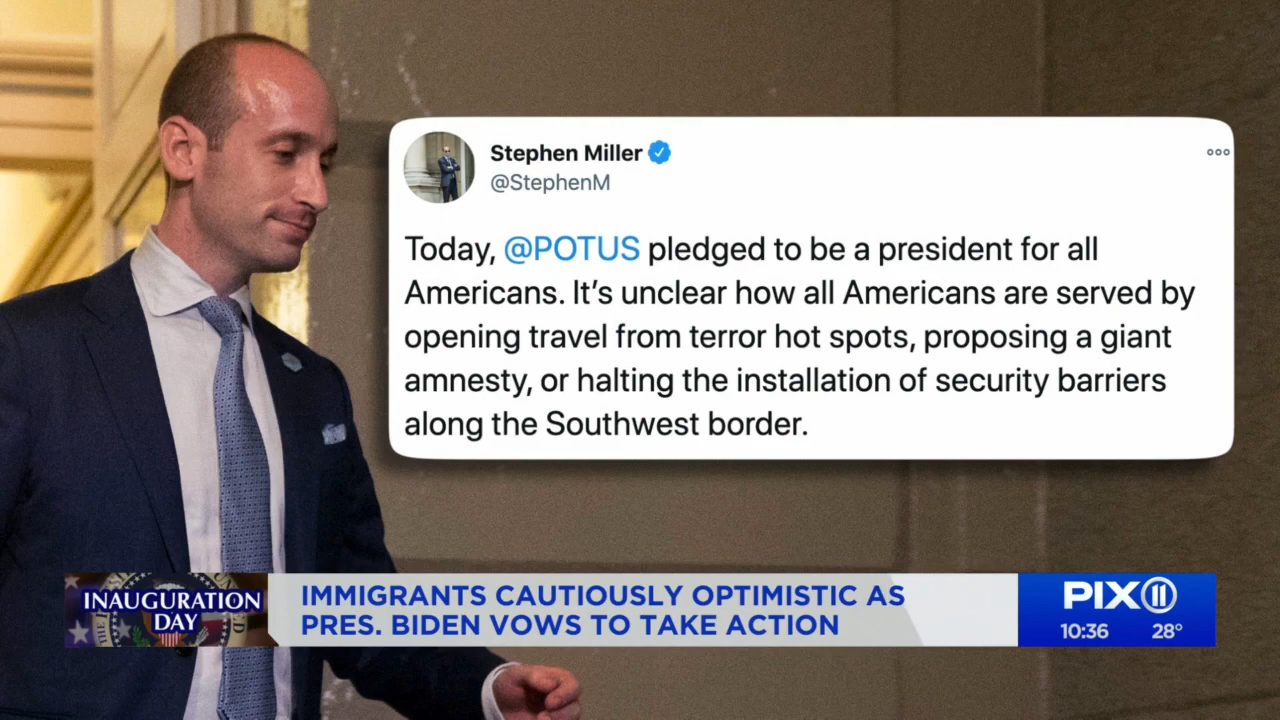 Stephen Miller
@StephenM
Today, @POTUS pledged to be a president for all
Americans. It’s unclear how all Americans are served by
opening travel from terror hot spots, proposing a giant
amnesty, or halting the installation of security barriers
along the Southwest border.
INAUGURATION
DAY
IMMIGRANTS CAUTIOUSLY OPTIMISTIC AS
PRES. BIDEN VOWS TO TAKE ACTION
PIX11
10:36 28°